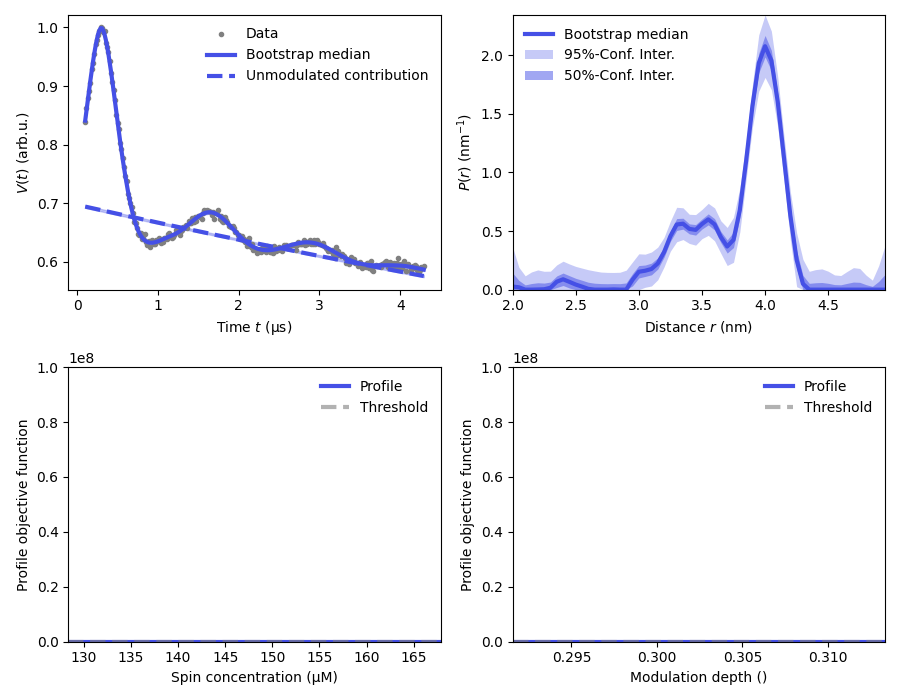 1.0
0.9
0.8
0.7
0.6
V(t) (arb.u.)
Data
Bootstrap median
Unmodulated contribution
0 1 2 3 4
Time t (μs)
2.0
1.5
1.0
0.5
0.0
P(r) (nm⁻¹)
Bootstrap median
95%-Conf. Inter.
50%-Conf. Inter.
2.0 2.5 3.0 3.5 4.0 4.5
Distance r (nm)
1e8
1.0
0.8
0.6
0.4
0.2
0.0
Profile objective function
Profile
Threshold
130 135 140 145 150 155 160 165
Spin concentration (μM)
1e8
1.0
0.8
0.6
0.4
0.2
0.0
Profile objective function
Profile
Threshold
0.295 0.300 0.305 0.310
Modulation depth ()